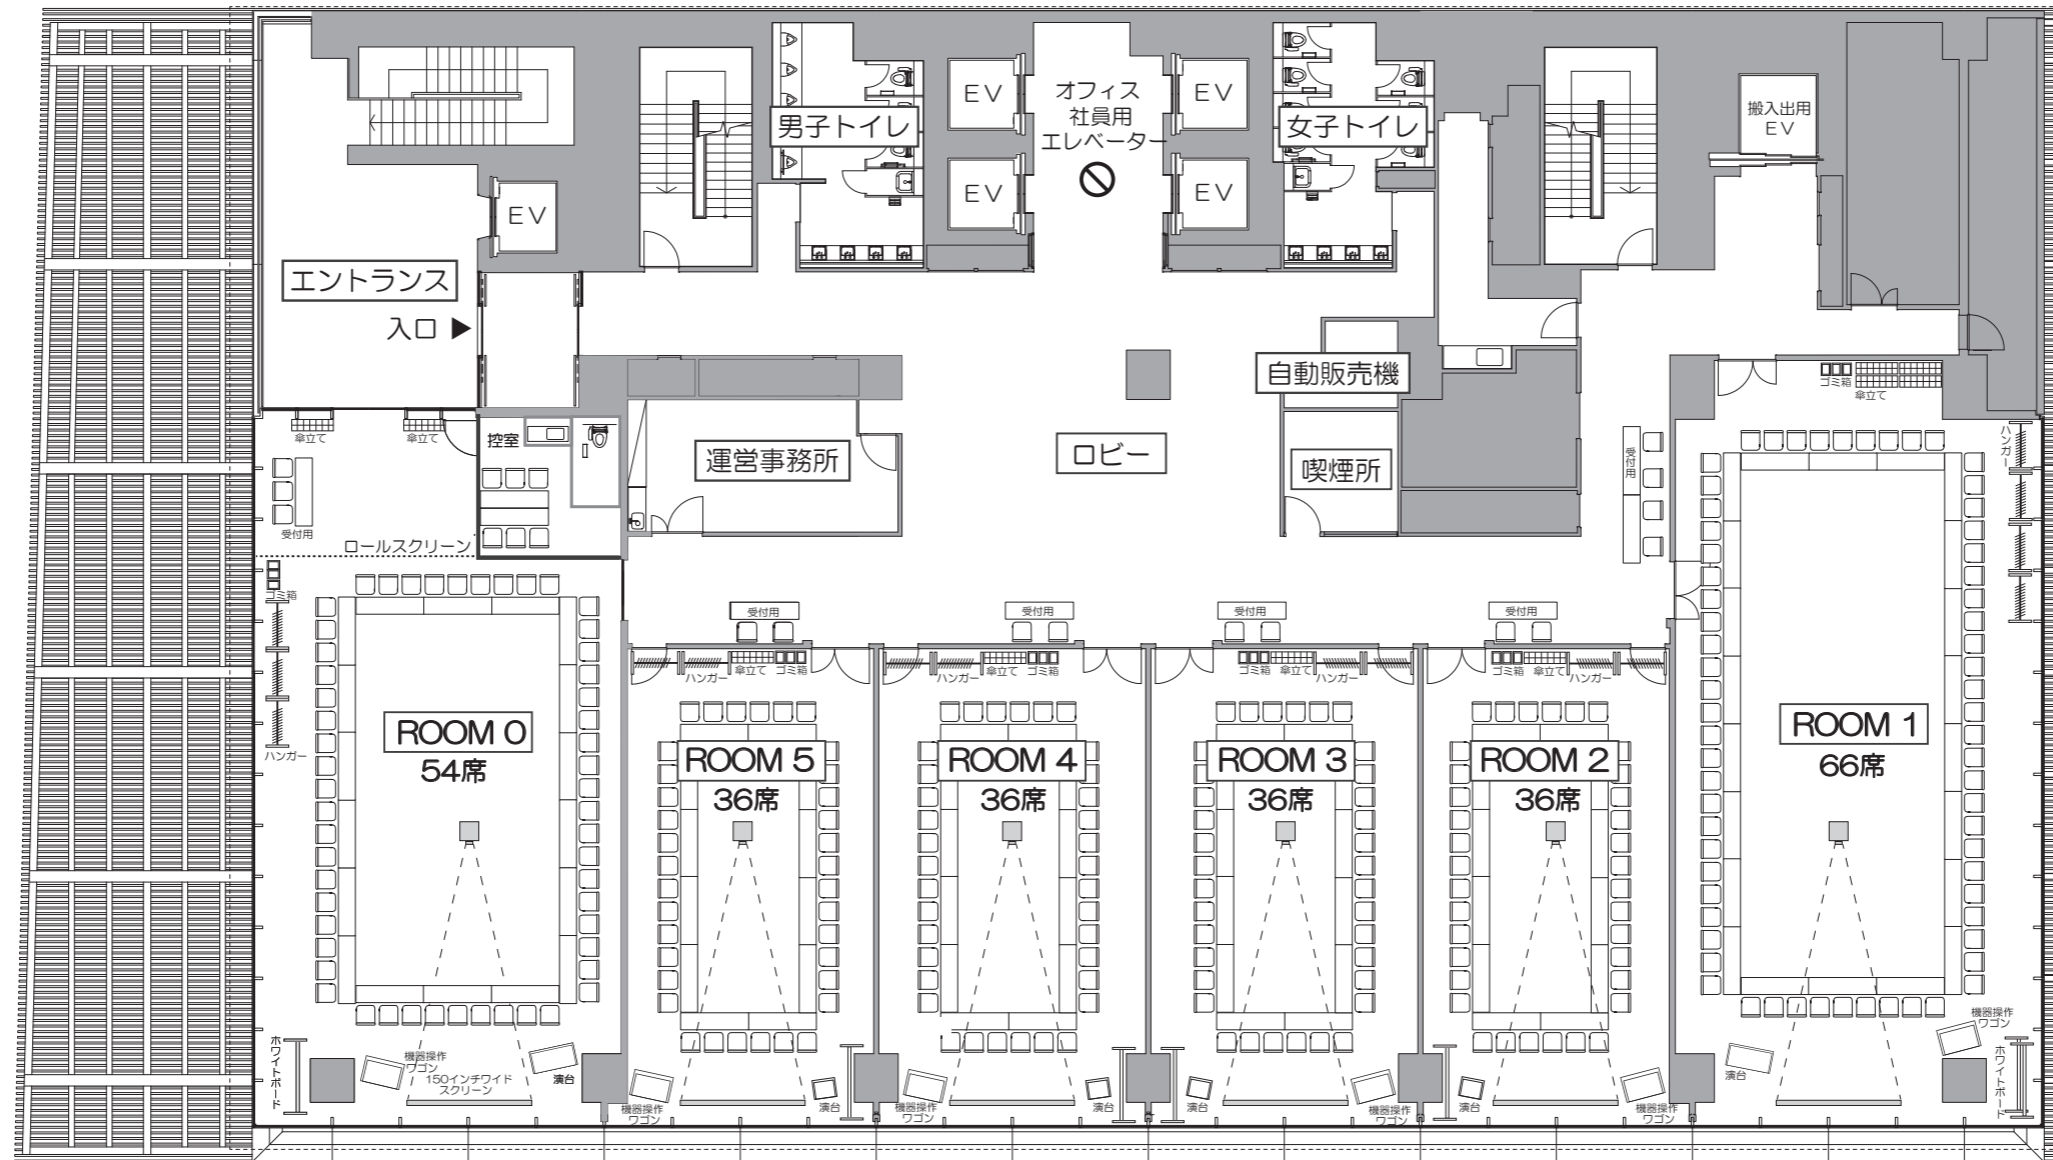 男子トイレ
EV
オフィス
社員用
エレベーター
EV
女子トイレ
搬入出用
EV
EV
EV
EV
エントランス
入口 ▶
自動販売機
控室
運営事務所
ロビー
喫煙所
傘立て
傘立て
受付用
ロールスクリーン
ゴミ箱
傘立て
ハンガー
受付用
ゴミ箱
ハンガー
受付用
受付用
受付用
受付用
ハンガー
傘立て
ゴミ箱
ハンガー
傘立て
ゴミ箱
ゴミ箱
傘立て
ハンガー
ゴミ箱
傘立て
ハンガー
ROOM 0
54席
ROOM 5
36席
ROOM 4
36席
ROOM 3
36席
ROOM 2
36席
ROOM 1
66席
ホワイトボード
機器操作
ワゴン
150インチワイド
スクリーン
演台
機器操作
ワゴン
演台
機器操作
ワゴン
演台
演台
機器操作
ワゴン
演台
機器操作
ワゴン
演台
機器操作
ワゴン
ホワイトボード